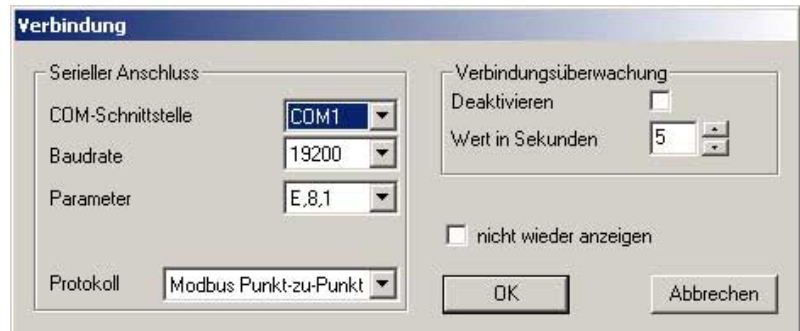 Verbindung
Serieller Anschluss
COM-Schnittstelle COM1
Baudrate 19200
Parameter E,8,1
Protokoll Modbus Punkt-zu-Punkt
Verbindungsüberwachung
Deaktivieren
Wert in Sekunden 5
nicht wieder anzeigen
OK Abbrechen